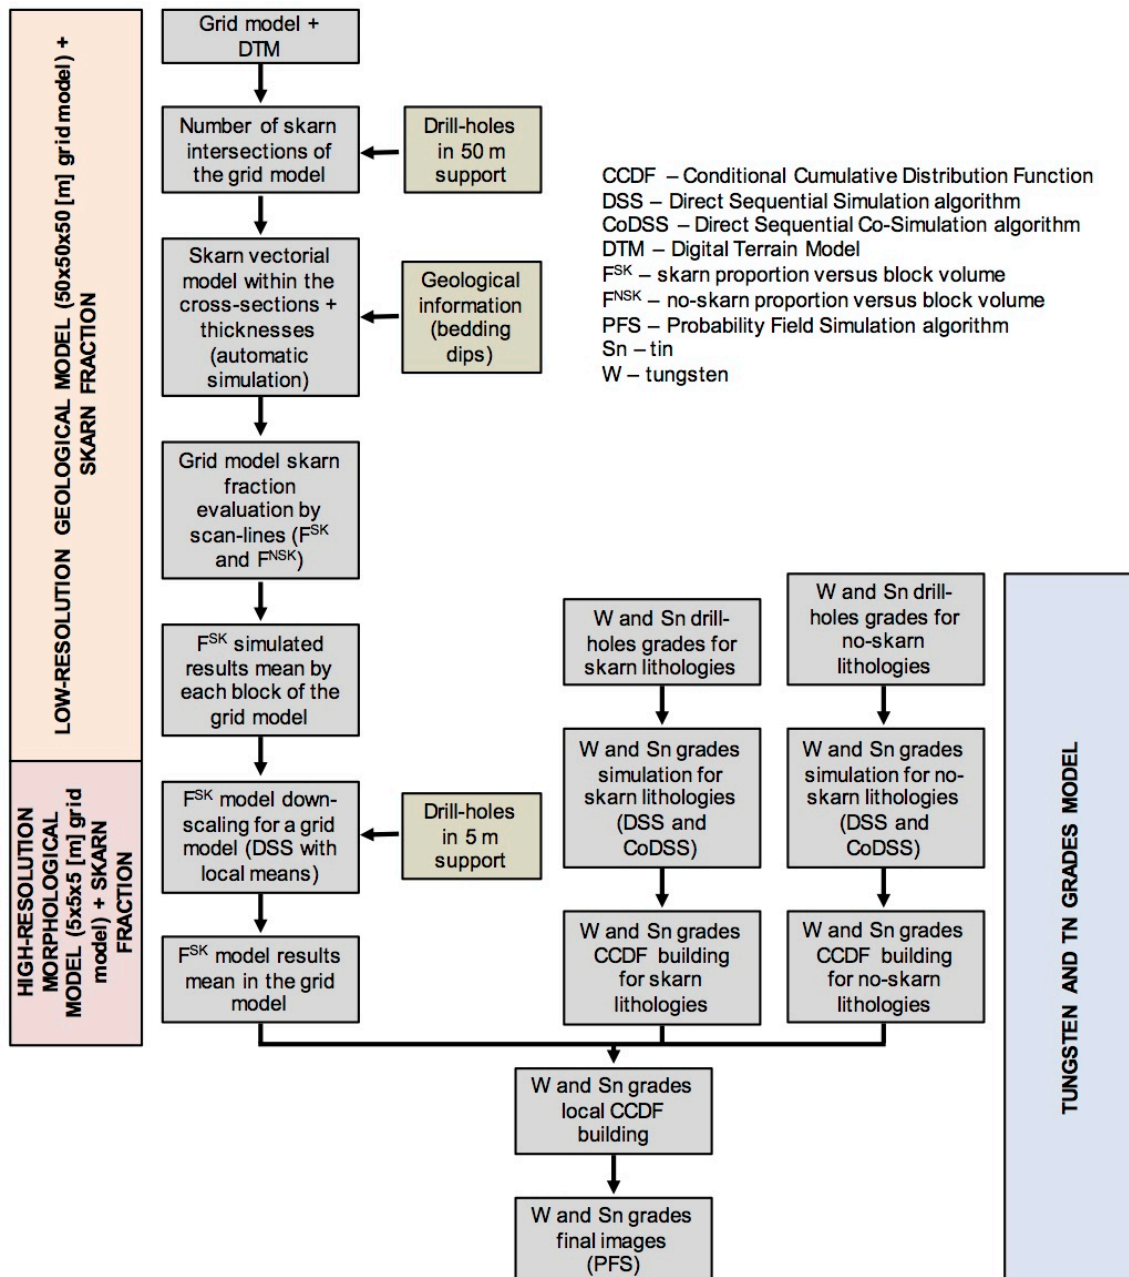 LOW-RESOLUTION GEOLOGICAL MODEL (50x50x50 [m] grid model) +
SKARN FRACTION
HIGH-RESOLUTION
MORPHOLOGICAL
MODEL (5x5x5 [m] grid
model) + SKARN
FRACTION
Grid model +
DTM
Number of skarn
intersections of
the grid model
Drill-holes
in 50 m
support
Skarn vectorial
model within the
cross-sections +
thicknesses
(automatic
simulation)
Geological
information
(bedding
dips)
Grid model skarn
fraction
evaluation by
scan-lines (F^SK
and F^NSK)
F^SK simulated
results mean by
each block of the
grid model
F^SK model down-
scaling for a grid
model (DSS with
local means)
Drill-holes
in 5 m
support
F^SK model results
mean in the grid
model
CCDF – Conditional Cumulative Distribution Function
DSS – Direct Sequential Simulation algorithm
CoDSS – Direct Sequential Co-Simulation algorithm
DTM – Digital Terrain Model
F^SK – skarn proportion versus block volume
F^NSK – no-skarn proportion versus block volume
PFS – Probability Field Simulation algorithm
Sn – tin
W – tungsten
W and Sn drill-
holes grades for
skarn lithologies
W and Sn grades
simulation for
skarn lithologies
(DSS and
CoDSS)
W and Sn grades
CCDF building
for skarn
lithologies
W and Sn drill-
holes grades for
no-skarn
lithologies
W and Sn grades
simulation for no-
skarn lithologies
(DSS and
CoDSS)
W and Sn grades
CCDF building
for no-skarn
lithologies
W and Sn grades
local CCDF
building
W and Sn grades
final images
(PFS)
TUNGSTEN AND TN GRADES MODEL